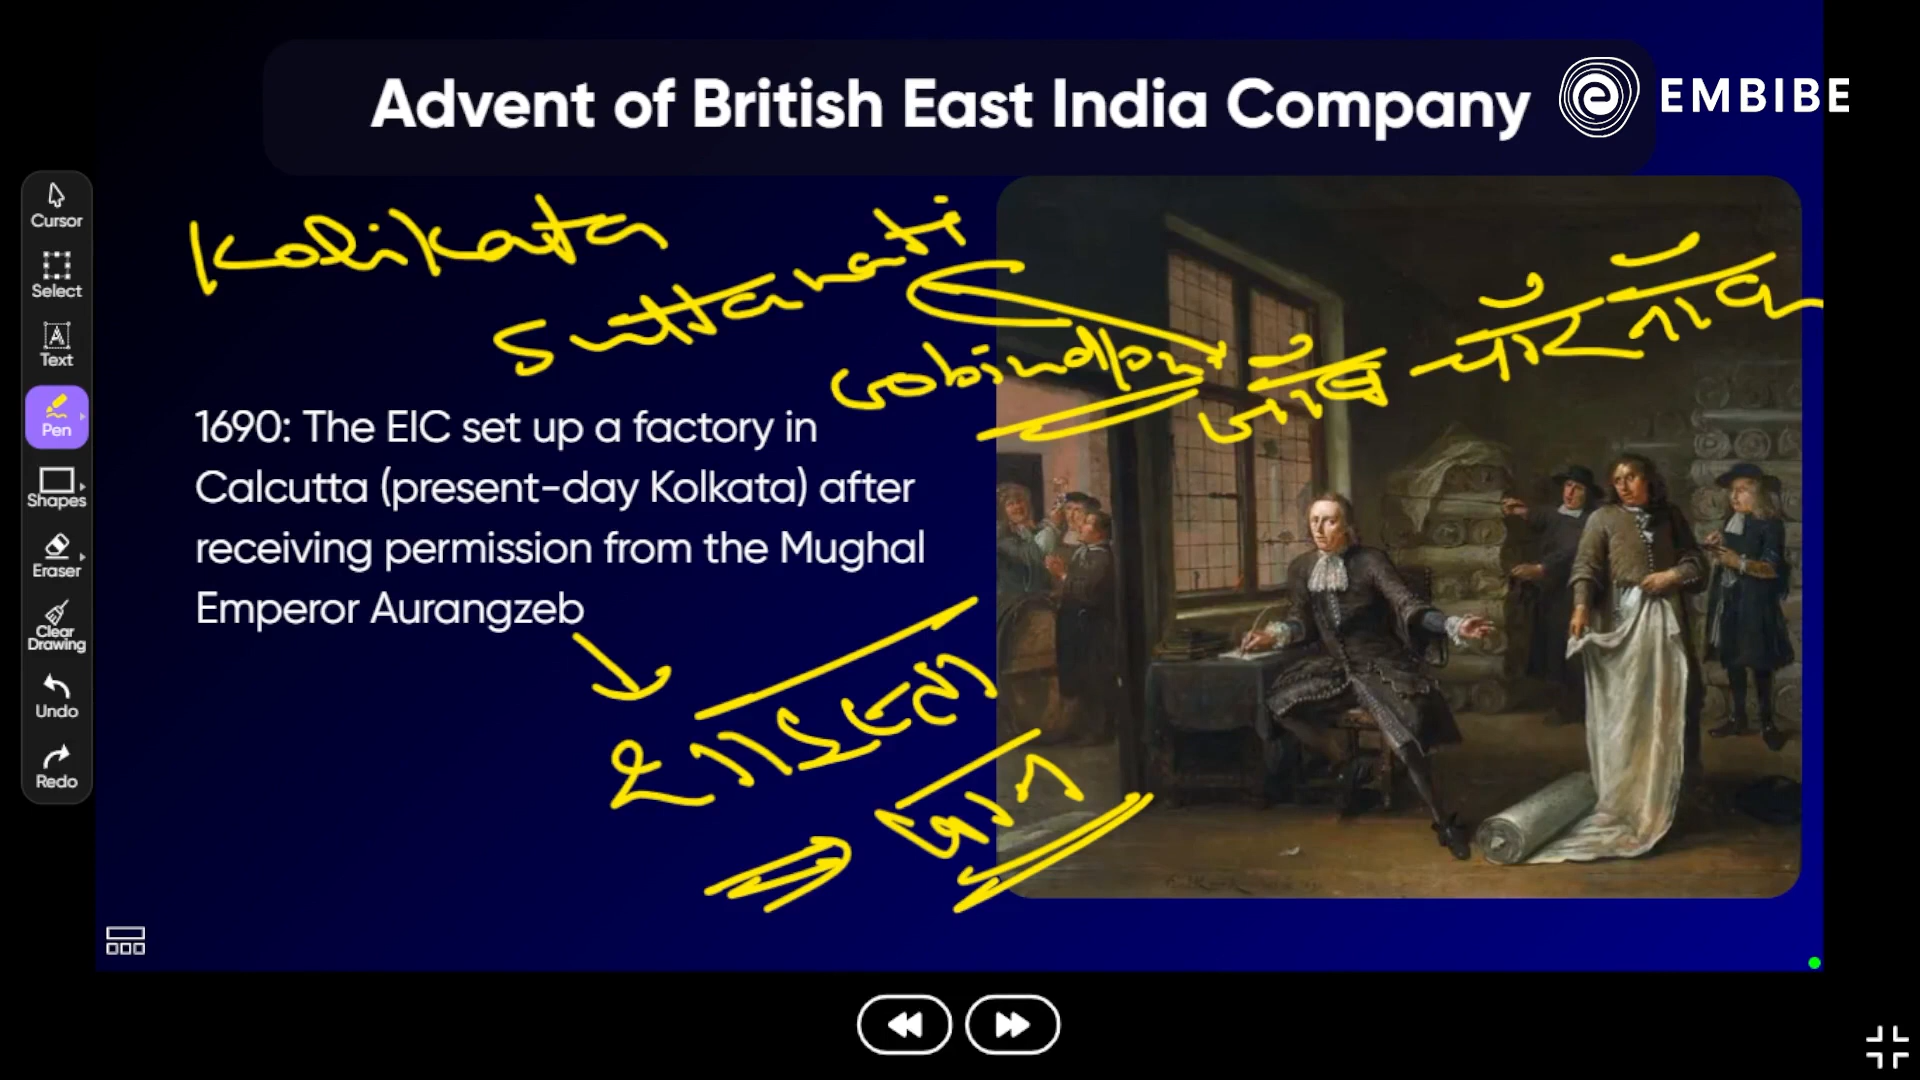 Advent of British East India Company
EMBIBE
Cursor
Select
Text
Pen
Shapes
Eraser
Clear
Drawing
Undo
Redo
Kolikata
Suttanati
Gobindpur
1690: The EIC set up a factory in
Calcutta (present-day Kolkata) after
receiving permission from the Mughal
Emperor Aurangzeb